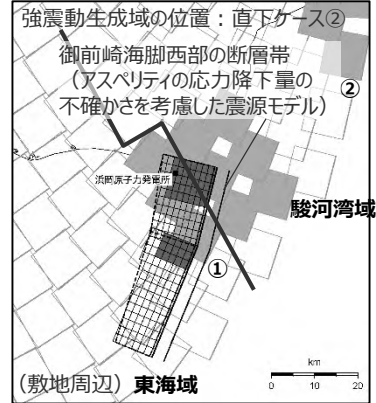 強震動生成域の位置：直下ケース②
御前崎海脚西部の断層帯
（アスペリティの応力降下量の
不確かさを考慮した震源モデル）
②
浜岡原子力発電所
駿河湾域
①
km
（敷地周辺）東海域
0 10 20